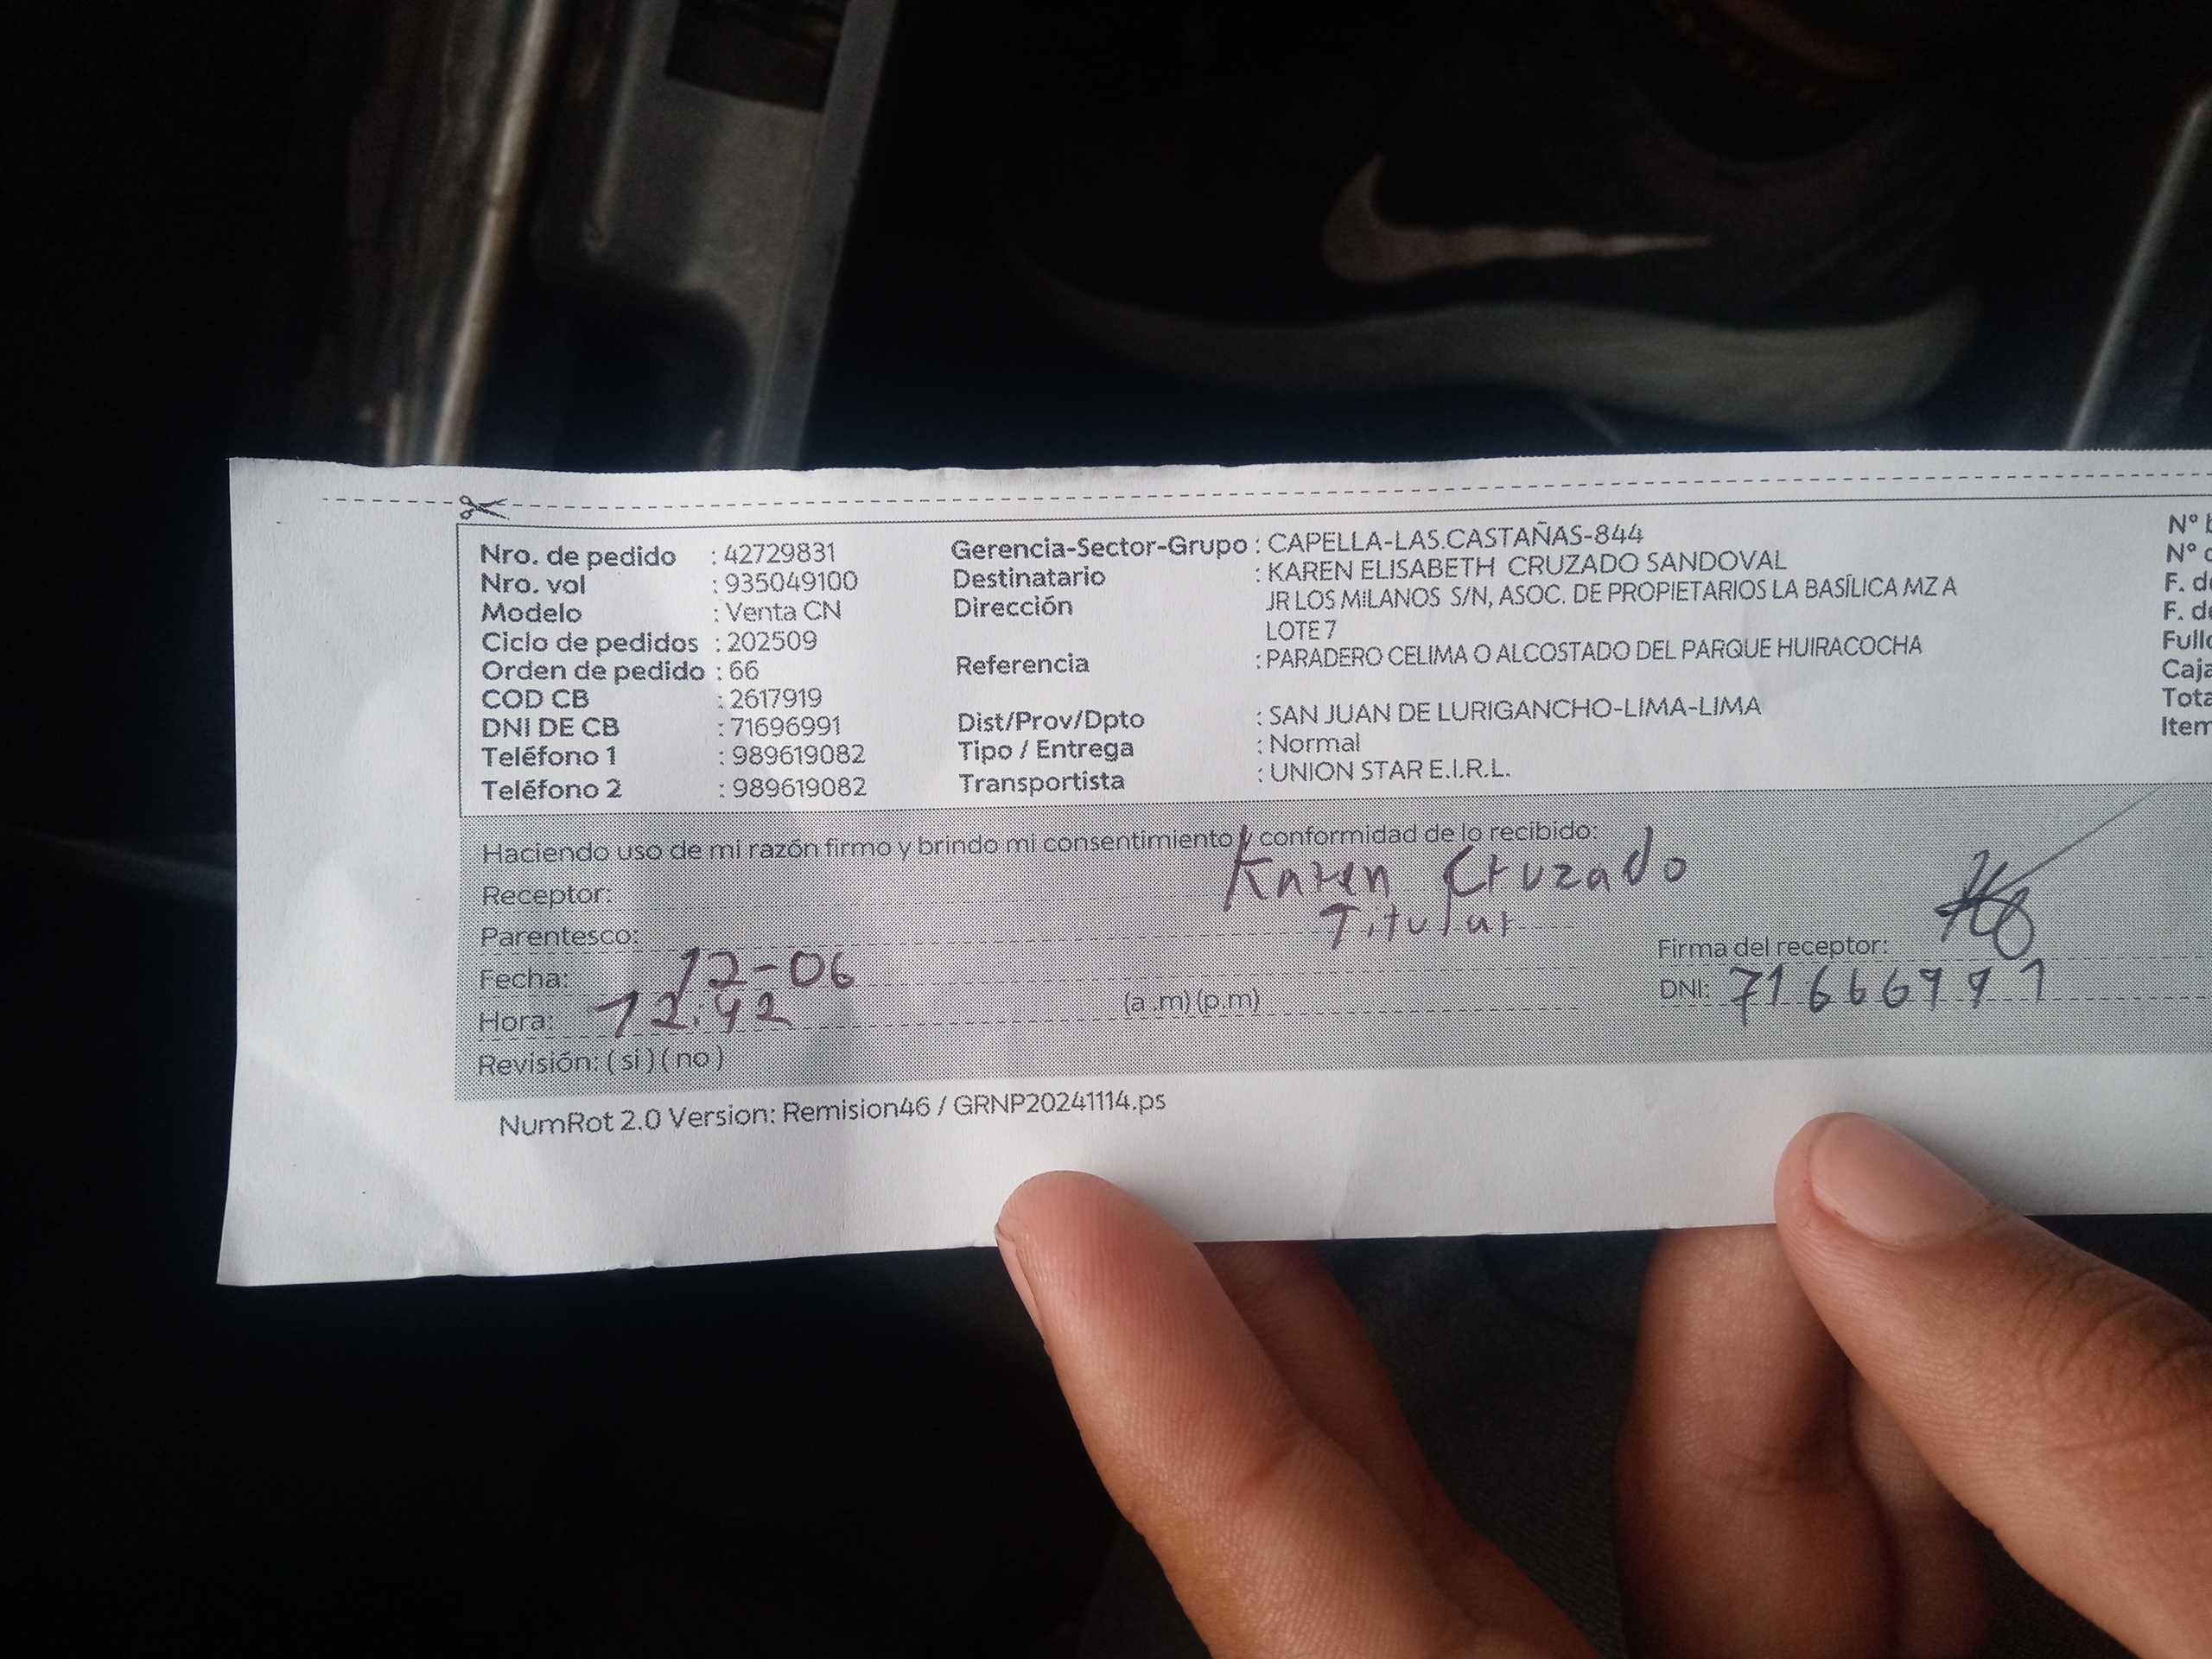 Nro. de pedido : 42729831
Nro. vol : 935049100
Modelo : Venta CN
Ciclo de pedidos : 202509
Orden de pedido : 66
COD CB : 2617919
DNI DE CB : 71696991
Teléfono 1 : 989619082
Teléfono 2 : 989619082
Gerencia-Sector-Grupo : CAPELLA-LAS.CASTAÑAS-844
Destinatario : KAREN ELISABETH CRUZADO SANDOVAL
Dirección JR LOS MILANOS S/N, ASOC. DE PROPIETARIOS LA BASÍLICA MZ A
LOTE 7
Referencia : PARADERO CELIMA O ALCOSTADO DEL PARQUE HUIRACOCHA
Dist/Prov/Dpto : SAN JUAN DE LURIGANCHO-LIMA-LIMA
Tipo / Entrega : Normal
Transportista : UNION STAR E.I.R.L.
N°
N°
F.
F.
Haciendo uso de mi razón firmo y brindo mi consentimiento y conformidad de lo recibido:
Receptor: Karen Cruzado
Parentesco: Titular
Fecha: 12-06
Hora: 12:42 (a.m) (p.m)
Revisión: ( si ) ( no )
Firma del receptor:
DNI: 71666991
NumRot 2.0 Version: Remision46 / GRNP20241114.ps